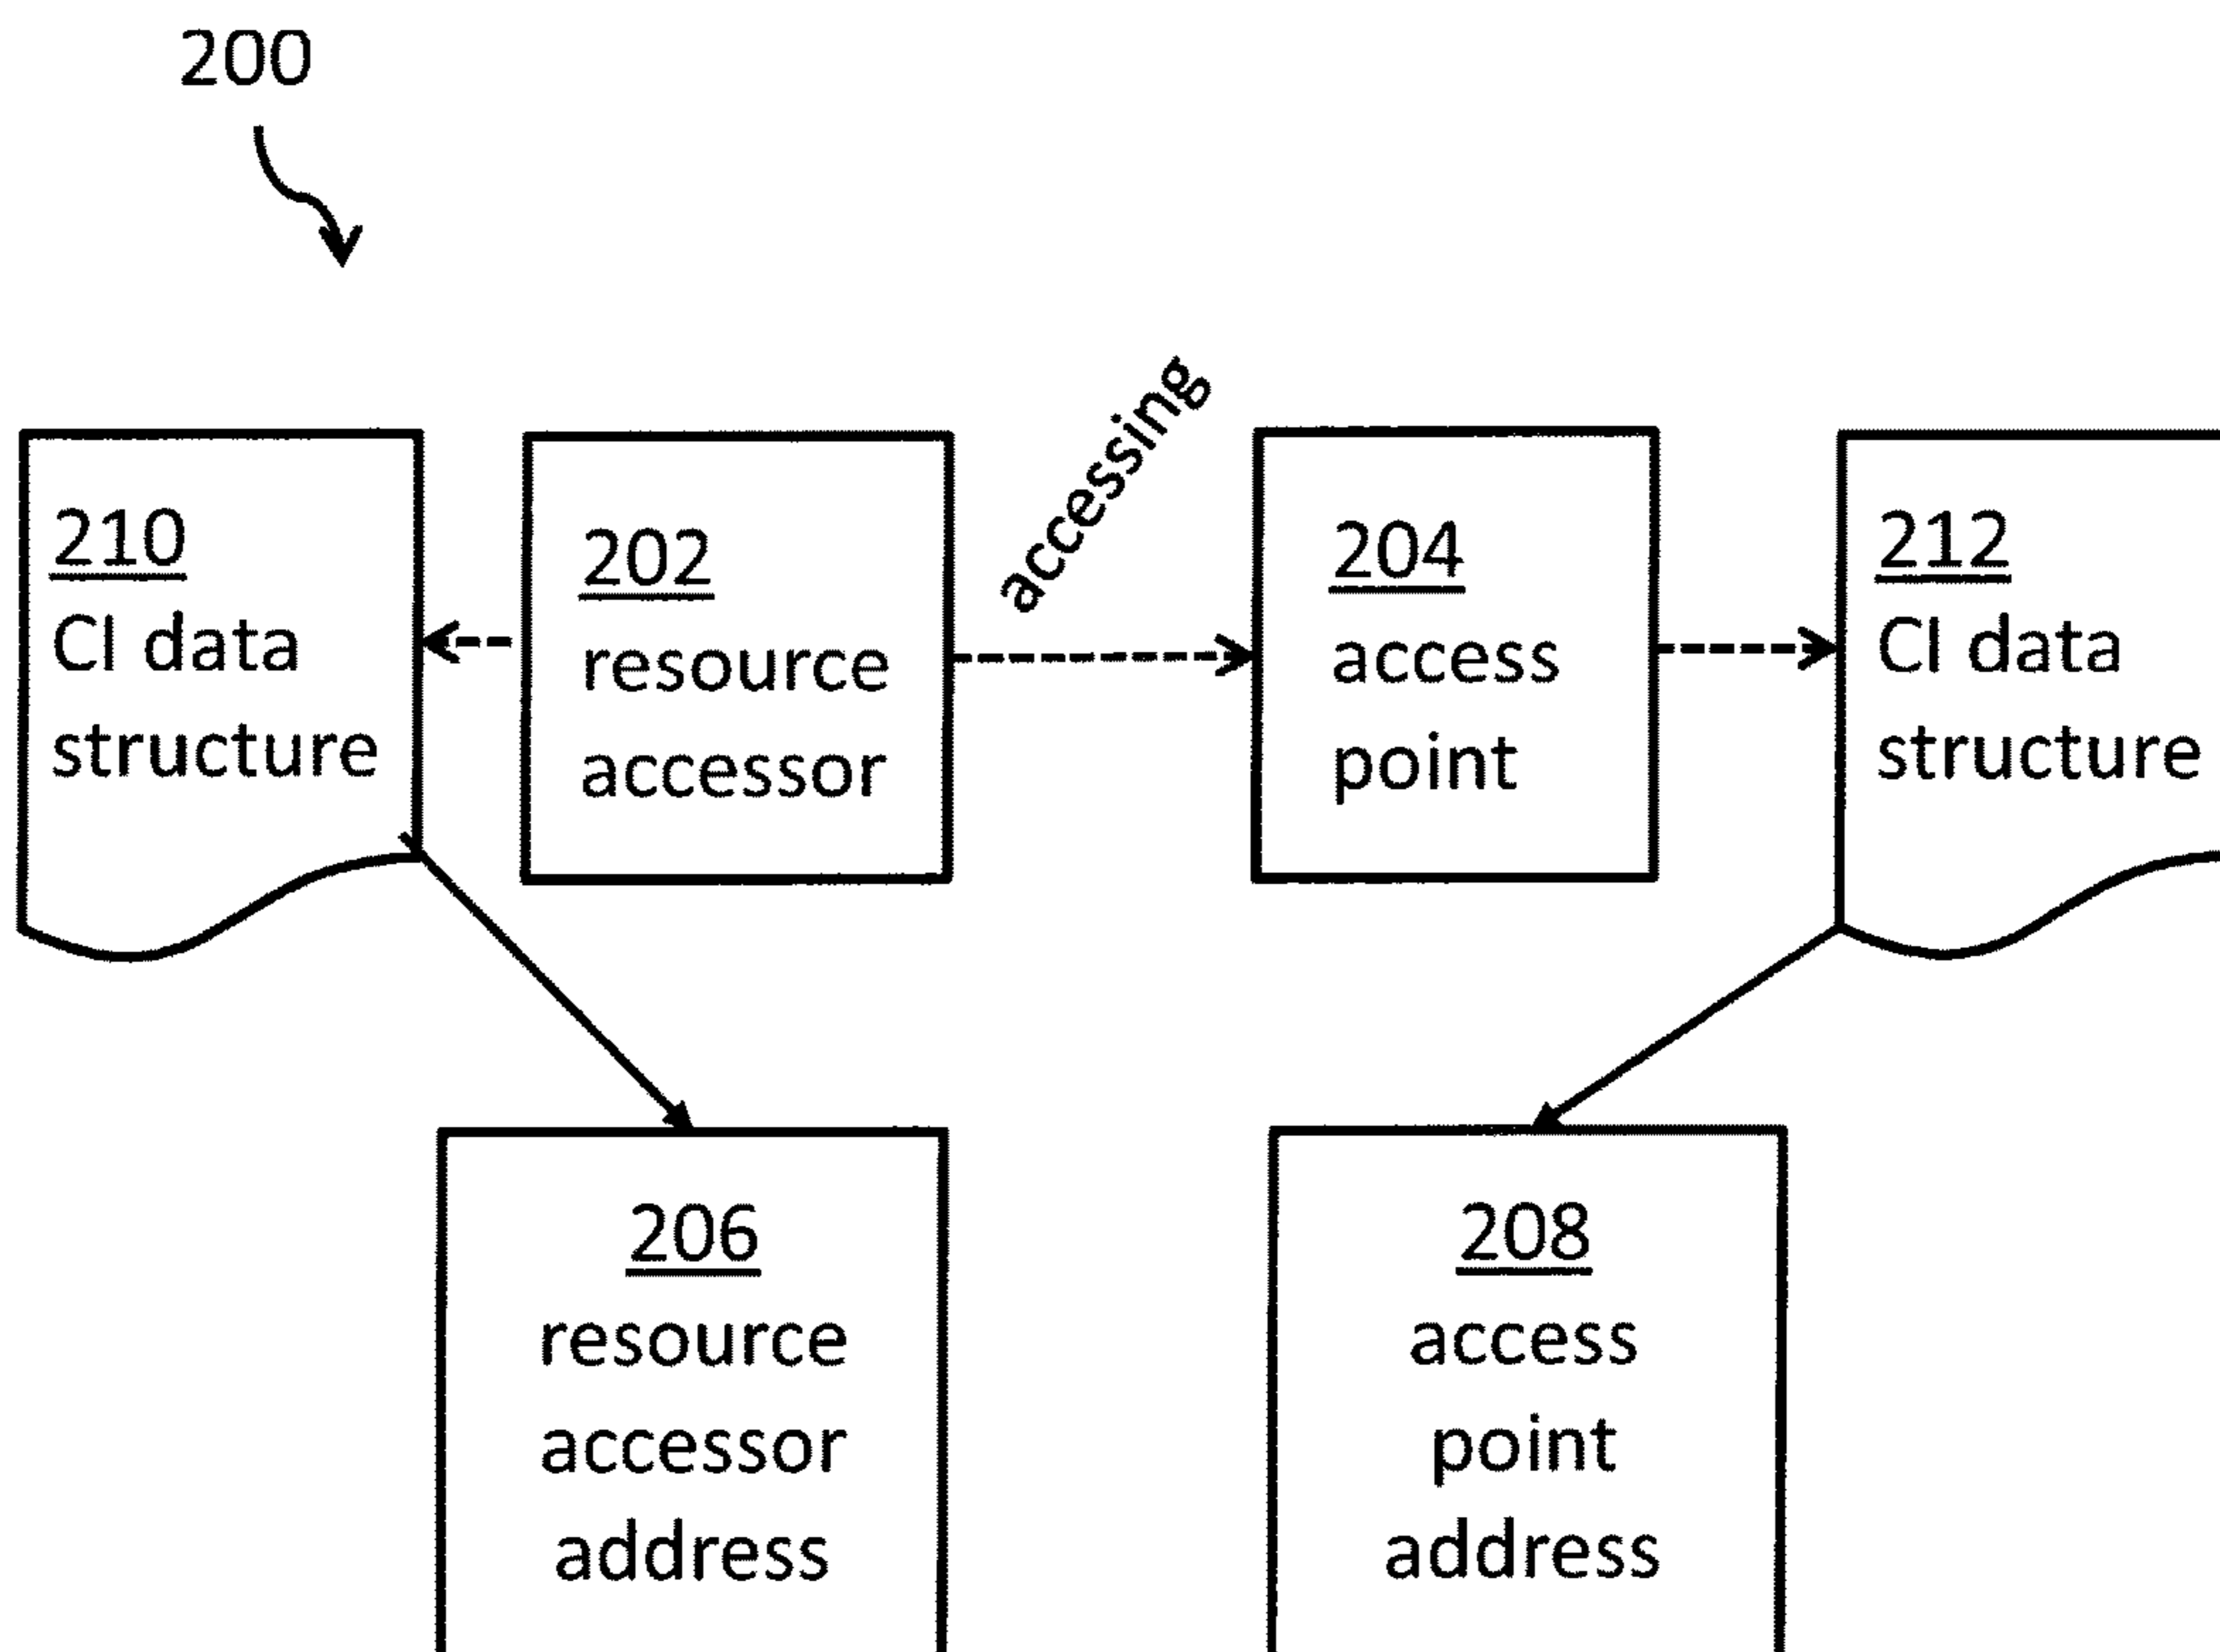 200
accessing
210
CI data
structure
202
resource
accessor
204
access
point
212
CI data
structure
206
resource
accessor
address
208
access
point
address